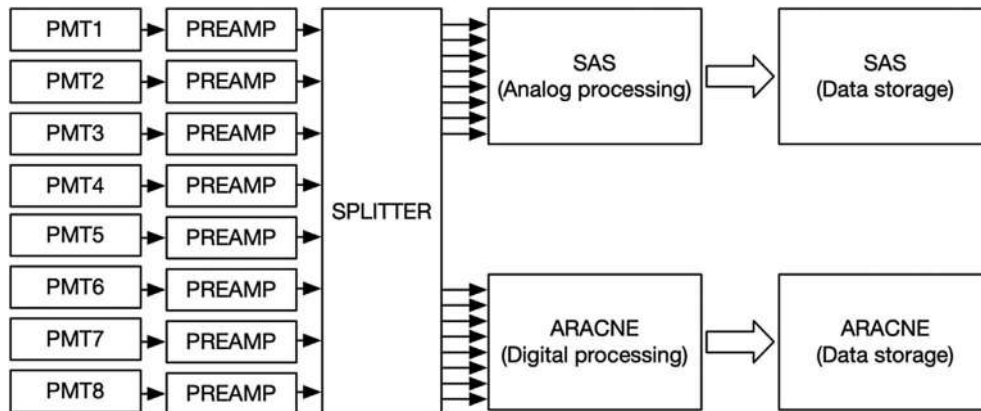 PMT1
PREAMP
PMT2
PREAMP
PMT3
PREAMP
PMT4
PREAMP
PMT5
PREAMP
PMT6
PREAMP
PMT7
PREAMP
PMT8
PREAMP
SPLITTER
SAS
(Analog processing)
SAS
(Data storage)
ARACNE
(Digital processing)
ARACNE
(Data storage)